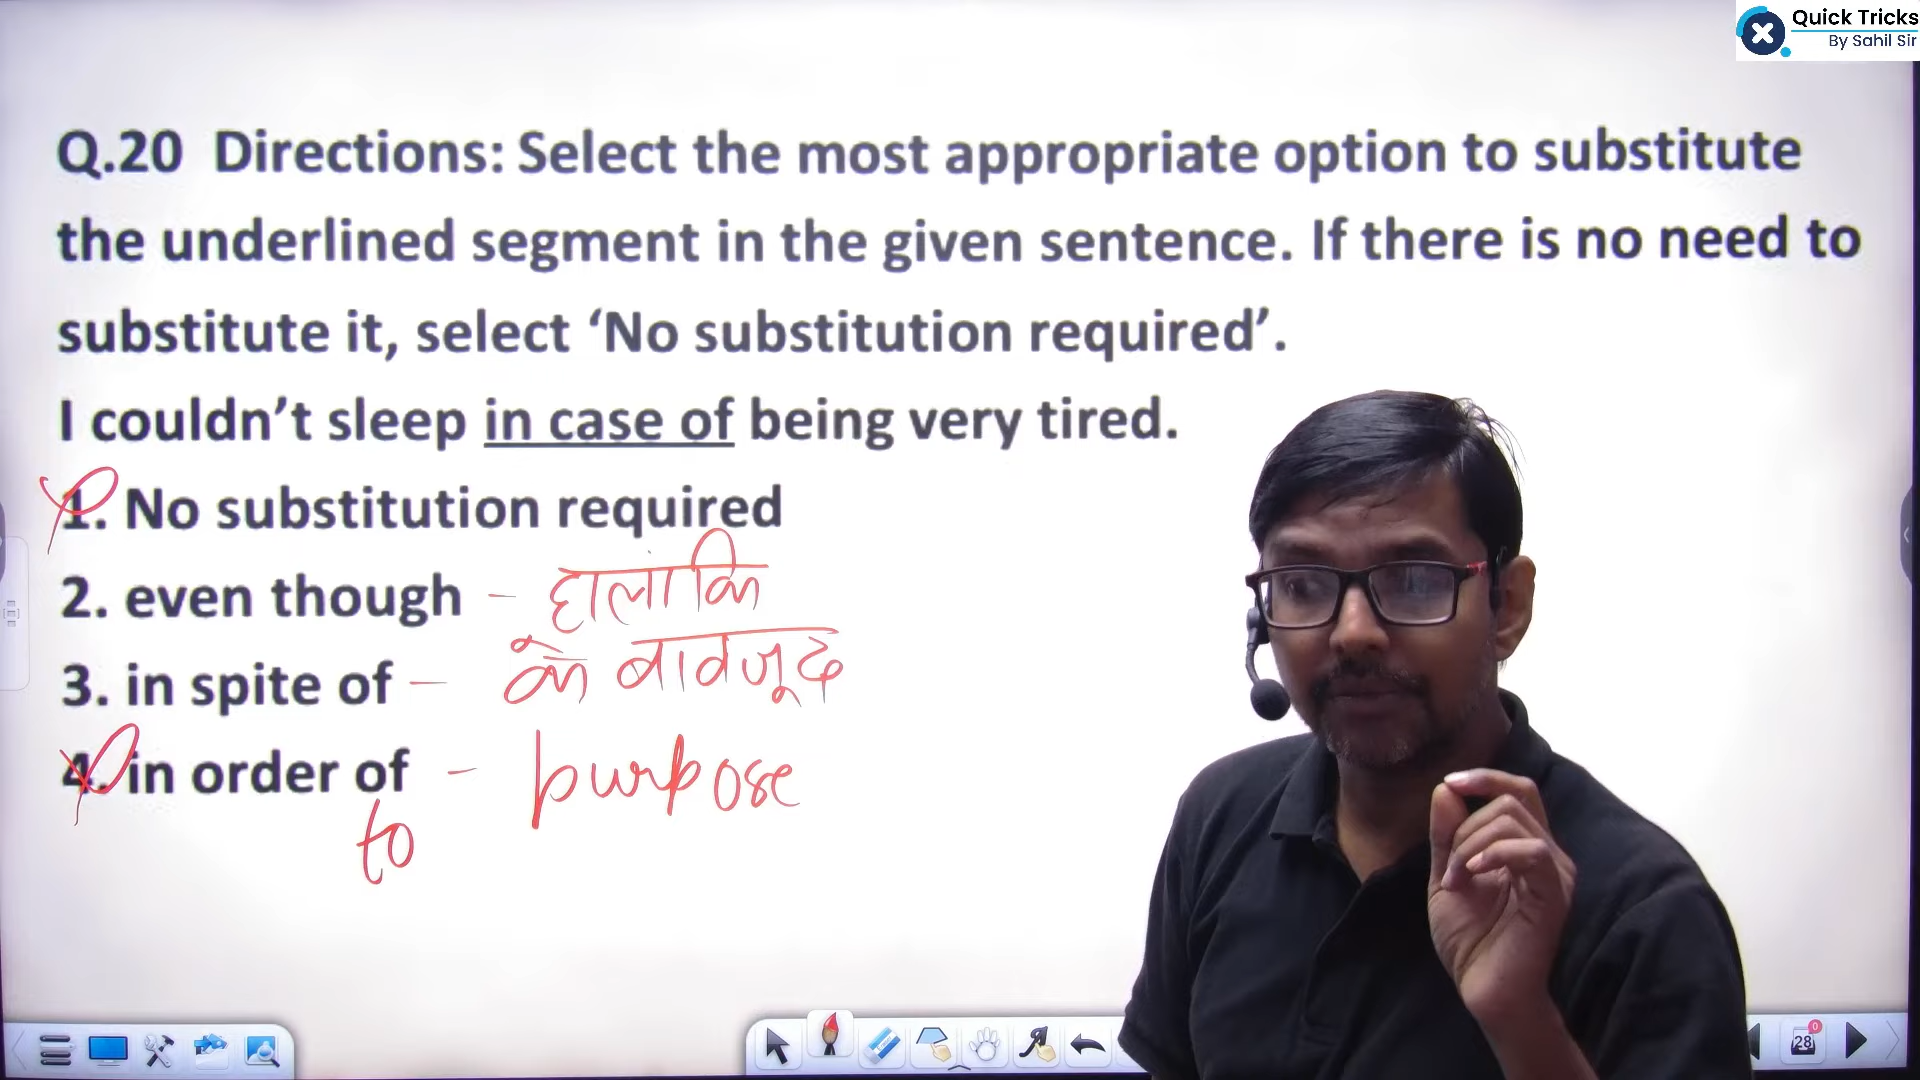 Quick Tricks
By Sahil Sir
Q.20 Directions: Select the most appropriate option to substitute
the underlined segment in the given sentence. If there is no need to
substitute it, select ‘No substitution required’.
I couldn’t sleep in case of being very tired.
1. No substitution required
2. even though - हालाकि
3. in spite of - के बावजूद
4. in order of - purpose
to
28
0